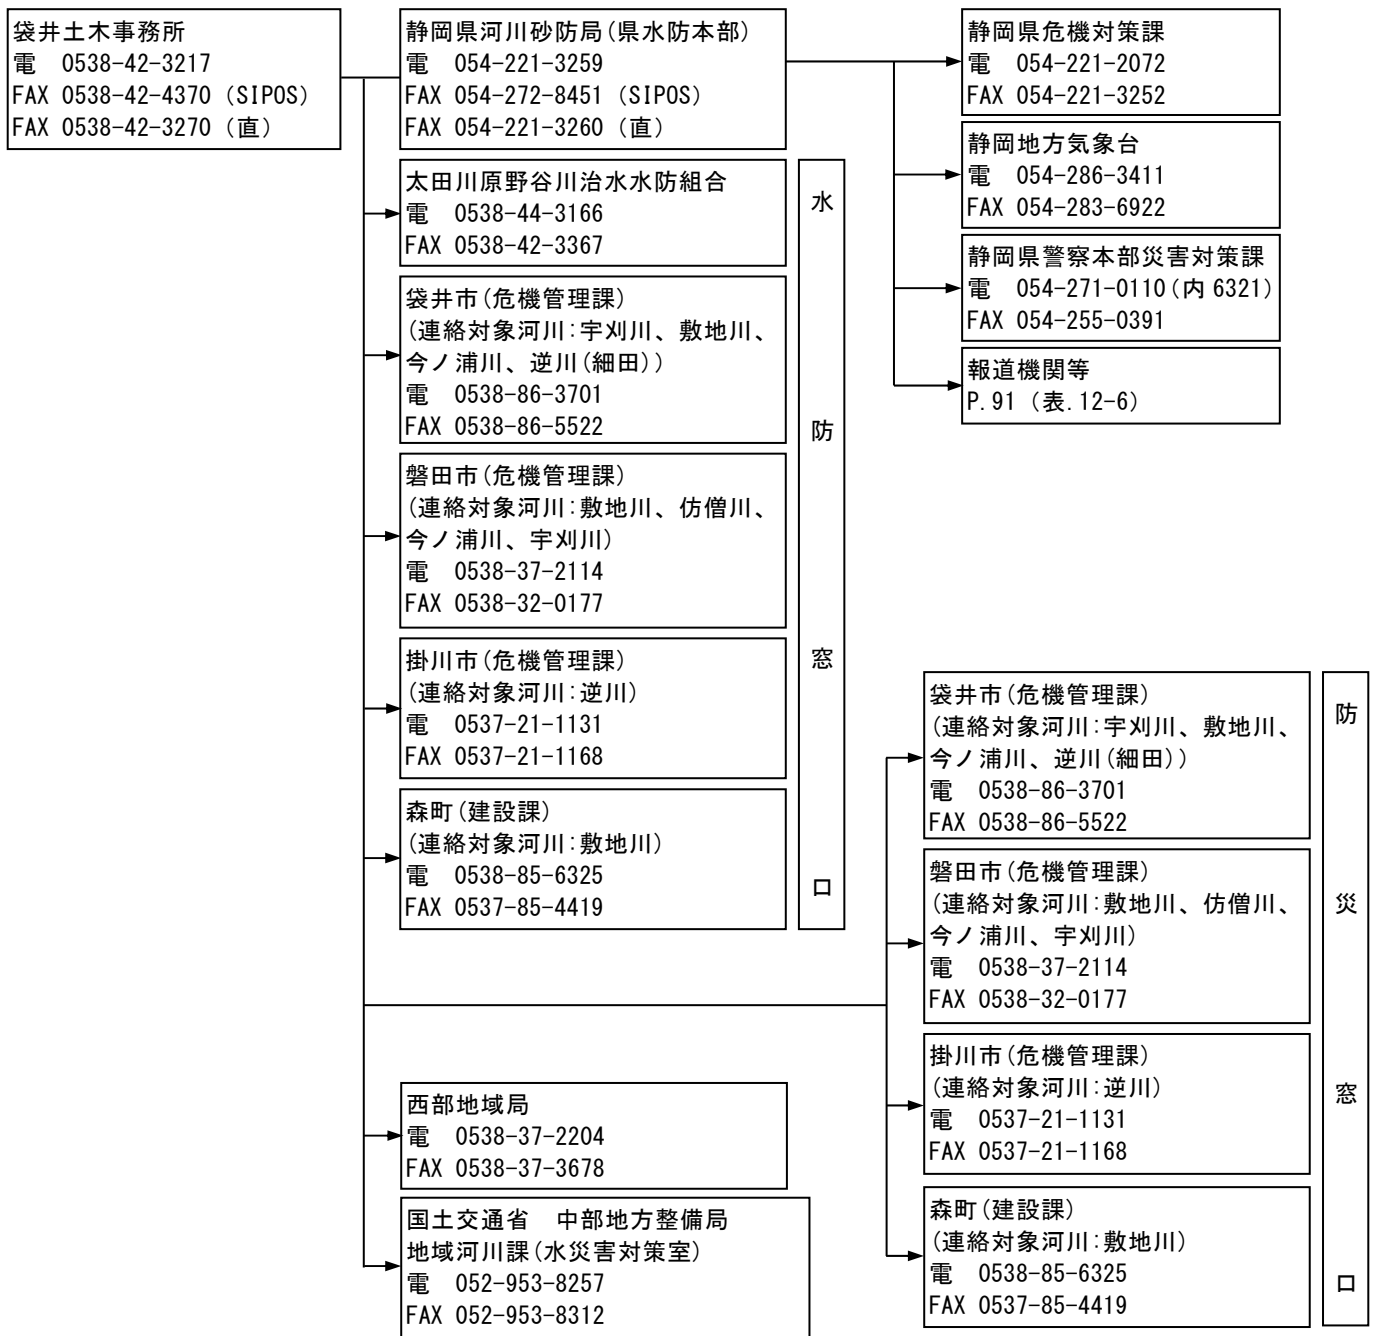 袋井土木事務所
電　0538-42-3217
FAX 0538-42-4370 (SIPOS)
FAX 0538-42-3270 (直)
静岡県河川砂防局(県水防本部)
電　054-221-3259
FAX 054-272-8451 (SIPOS)
FAX 054-221-3260 (直)
静岡県危機対策課
電　054-221-2072
FAX 054-221-3252
静岡地方気象台
電　054-286-3411
FAX 054-283-6922
静岡県警察本部災害対策課
電　054-271-0110(内 6321)
FAX 054-255-0391
報道機関等
P.91 (表.12-6)
太田川原野谷川治水水防組合
電　0538-44-3166
FAX 0538-42-3367
袋井市(危機管理課)
(連絡対象河川:宇刈川、敷地川、
今ノ浦川、逆川(細田))
電　0538-86-3701
FAX 0538-86-5522
磐田市(危機管理課)
(連絡対象河川:敷地川、仿僧川、
今ノ浦川、宇刈川)
電　0538-37-2114
FAX 0538-32-0177
掛川市(危機管理課)
(連絡対象河川:逆川)
電　0537-21-1131
FAX 0537-21-1168
森町(建設課)
(連絡対象河川:敷地川)
電　0538-85-6325
FAX 0537-85-4419
水
防
窓
口
袋井市(危機管理課)
(連絡対象河川:宇刈川、敷地川、
今ノ浦川、逆川(細田))
電　0538-86-3701
FAX 0538-86-5522
磐田市(危機管理課)
(連絡対象河川:敷地川、仿僧川、
今ノ浦川、宇刈川)
電　0538-37-2114
FAX 0538-32-0177
掛川市(危機管理課)
(連絡対象河川:逆川)
電　0537-21-1131
FAX 0537-21-1168
森町(建設課)
(連絡対象河川:敷地川)
電　0538-85-6325
FAX 0537-85-4419
防
災
窓
口
西部地域局
電　0538-37-2204
FAX 0538-37-3678
国土交通省　中部地方整備局
地域河川課(水災害対策室)
電　052-953-8257
FAX 052-953-8312